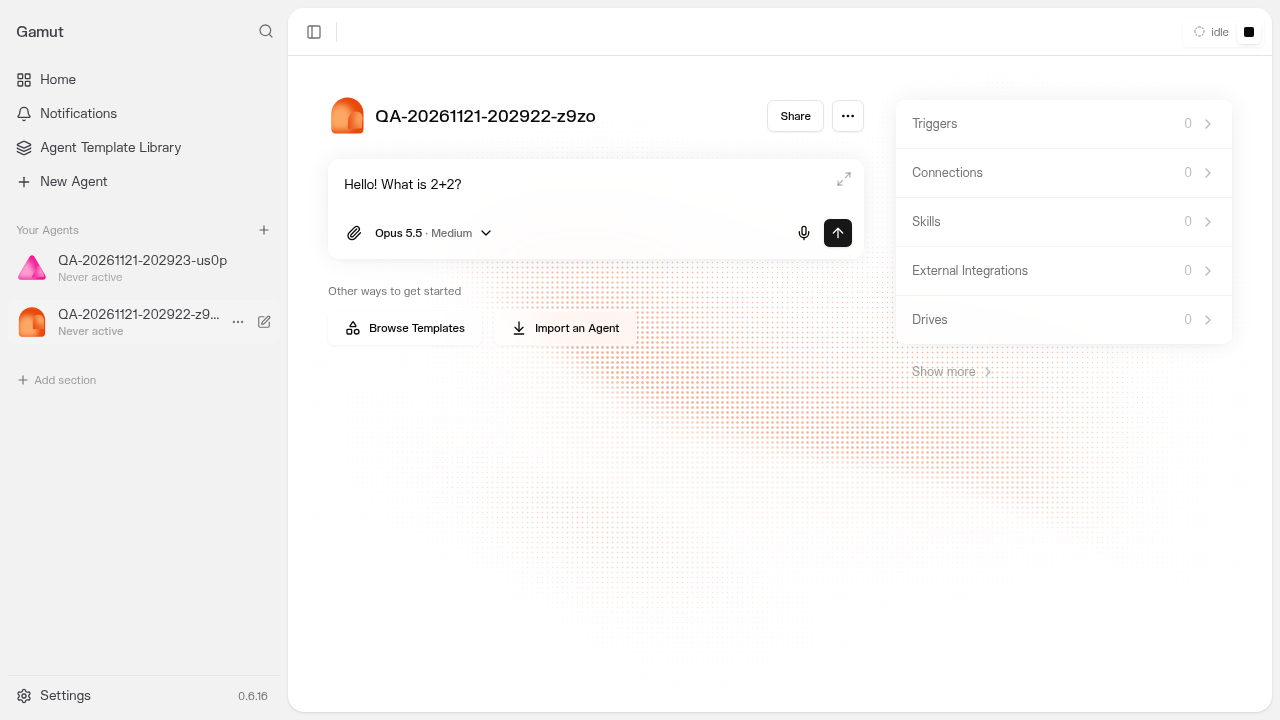 Gamut
Home
Notifications
Agent Template Library
New Agent
Your Agents
QA-20261121-202923-us0p
Never active
QA-20261121-202922-z9...
Never active
Add section
Settings
0.6.16
idle
QA-20261121-202922-z9zo
Share
Hello! What is 2+2?
Opus 5.5 · Medium
Other ways to get started
Browse Templates
Import an Agent
Triggers 0
Connections 0
Skills 0
External Integrations 0
Drives 0
Show more